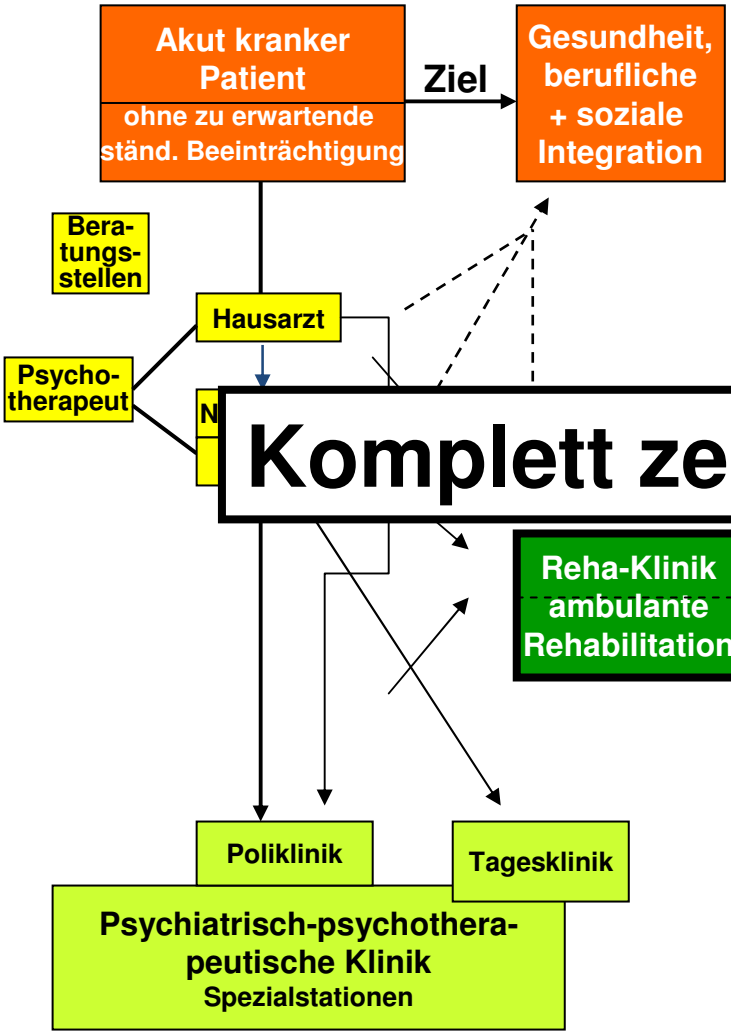 Akut kranker
Patient
ohne zu erwartende
ständ. Beeinträchtigung
Ziel
Gesundheit,
berufliche
+ soziale
Integration
Bera-
tungs-
stellen
Hausarzt
Psycho-
therapeut
N
Komplett ze
Reha-Klinik
ambulante
Rehabilitation
Poliklinik
Tagesklinik
Psychiatrisch-psychothera-
peutische Klinik
Spezialstationen